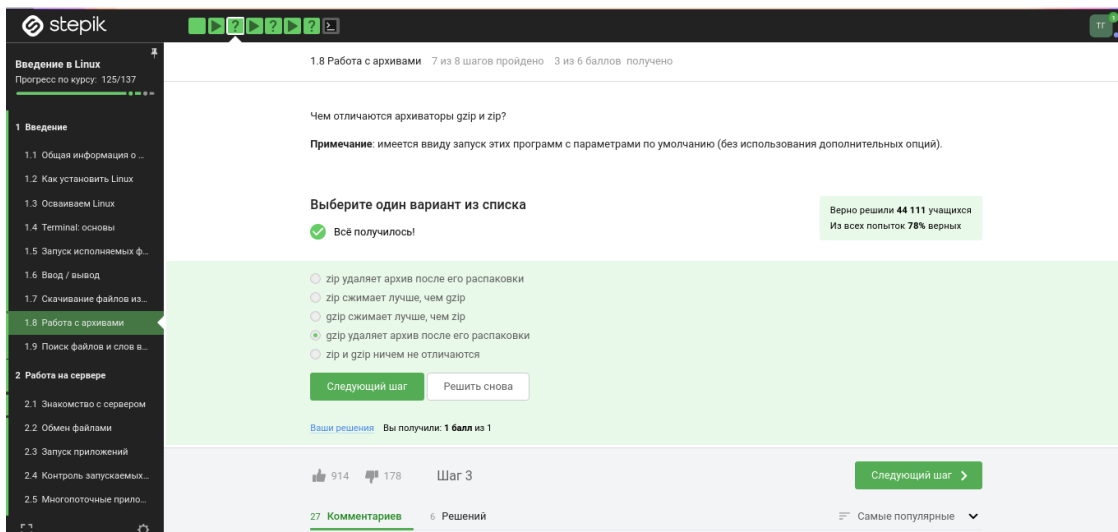 stepik
ТГ
1
Введение в Linux
Прогресс по курсу: 125/137
1 Введение
1.1 Общая информация о ...
1.2 Как установить Linux
1.3 Осваиваем Linux
1.4 Terminal: основы
1.5 Запуск исполняемых ф...
1.6 Ввод / вывод
1.7 Скачивание файлов из...
1.8 Работа с архивами
1.9 Поиск файлов и слов в...
2 Работа на сервере
2.1 Знакомство с сервером
2.2 Обмен файлами
2.3 Запуск приложений
2.4 Контроль запускаемых...
2.5 Многопоточные прило...
1.8 Работа с архивами 7 из 8 шагов пройдено 3 из 6 баллов получено
Чем отличаются архиваторы gzip и zip?
Примечание: имеется ввиду запуск этих программ с параметрами по умолчанию (без использования дополнительных опций).
Выберите один вариант из списка
Всё получилось!
Верно решили 44 111 учащихся
Из всех попыток 78% верных
zip удаляет архив после его распаковки
zip сжимает лучше, чем gzip
gzip сжимает лучше, чем zip
gzip удаляет архив после его распаковки
zip и gzip ничем не отличаются
Следующий шаг Решить снова
Ваши решения Вы получили: 1 балл из 1
914 178 Шаг 3 Следующий шаг
27 Комментариев 6 Решений Самые популярные